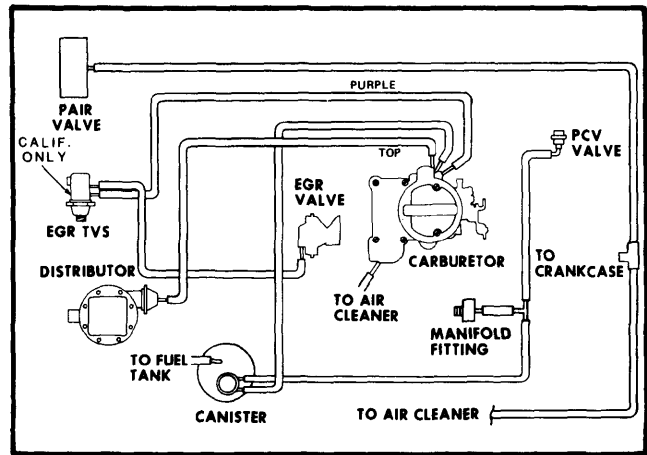 PURPLE
PAIR
VALVE
CALIF.
ONLY
TOP
PCV
VALVE
EGR
VALVE
EGR TVS
DISTRIBUTOR
CARBURETOR
TO
CRANKCASE
TO AIR
CLEANER
MANIFOLD
FITTING
TO FUEL
TANK
CANISTER
TO AIR CLEANER